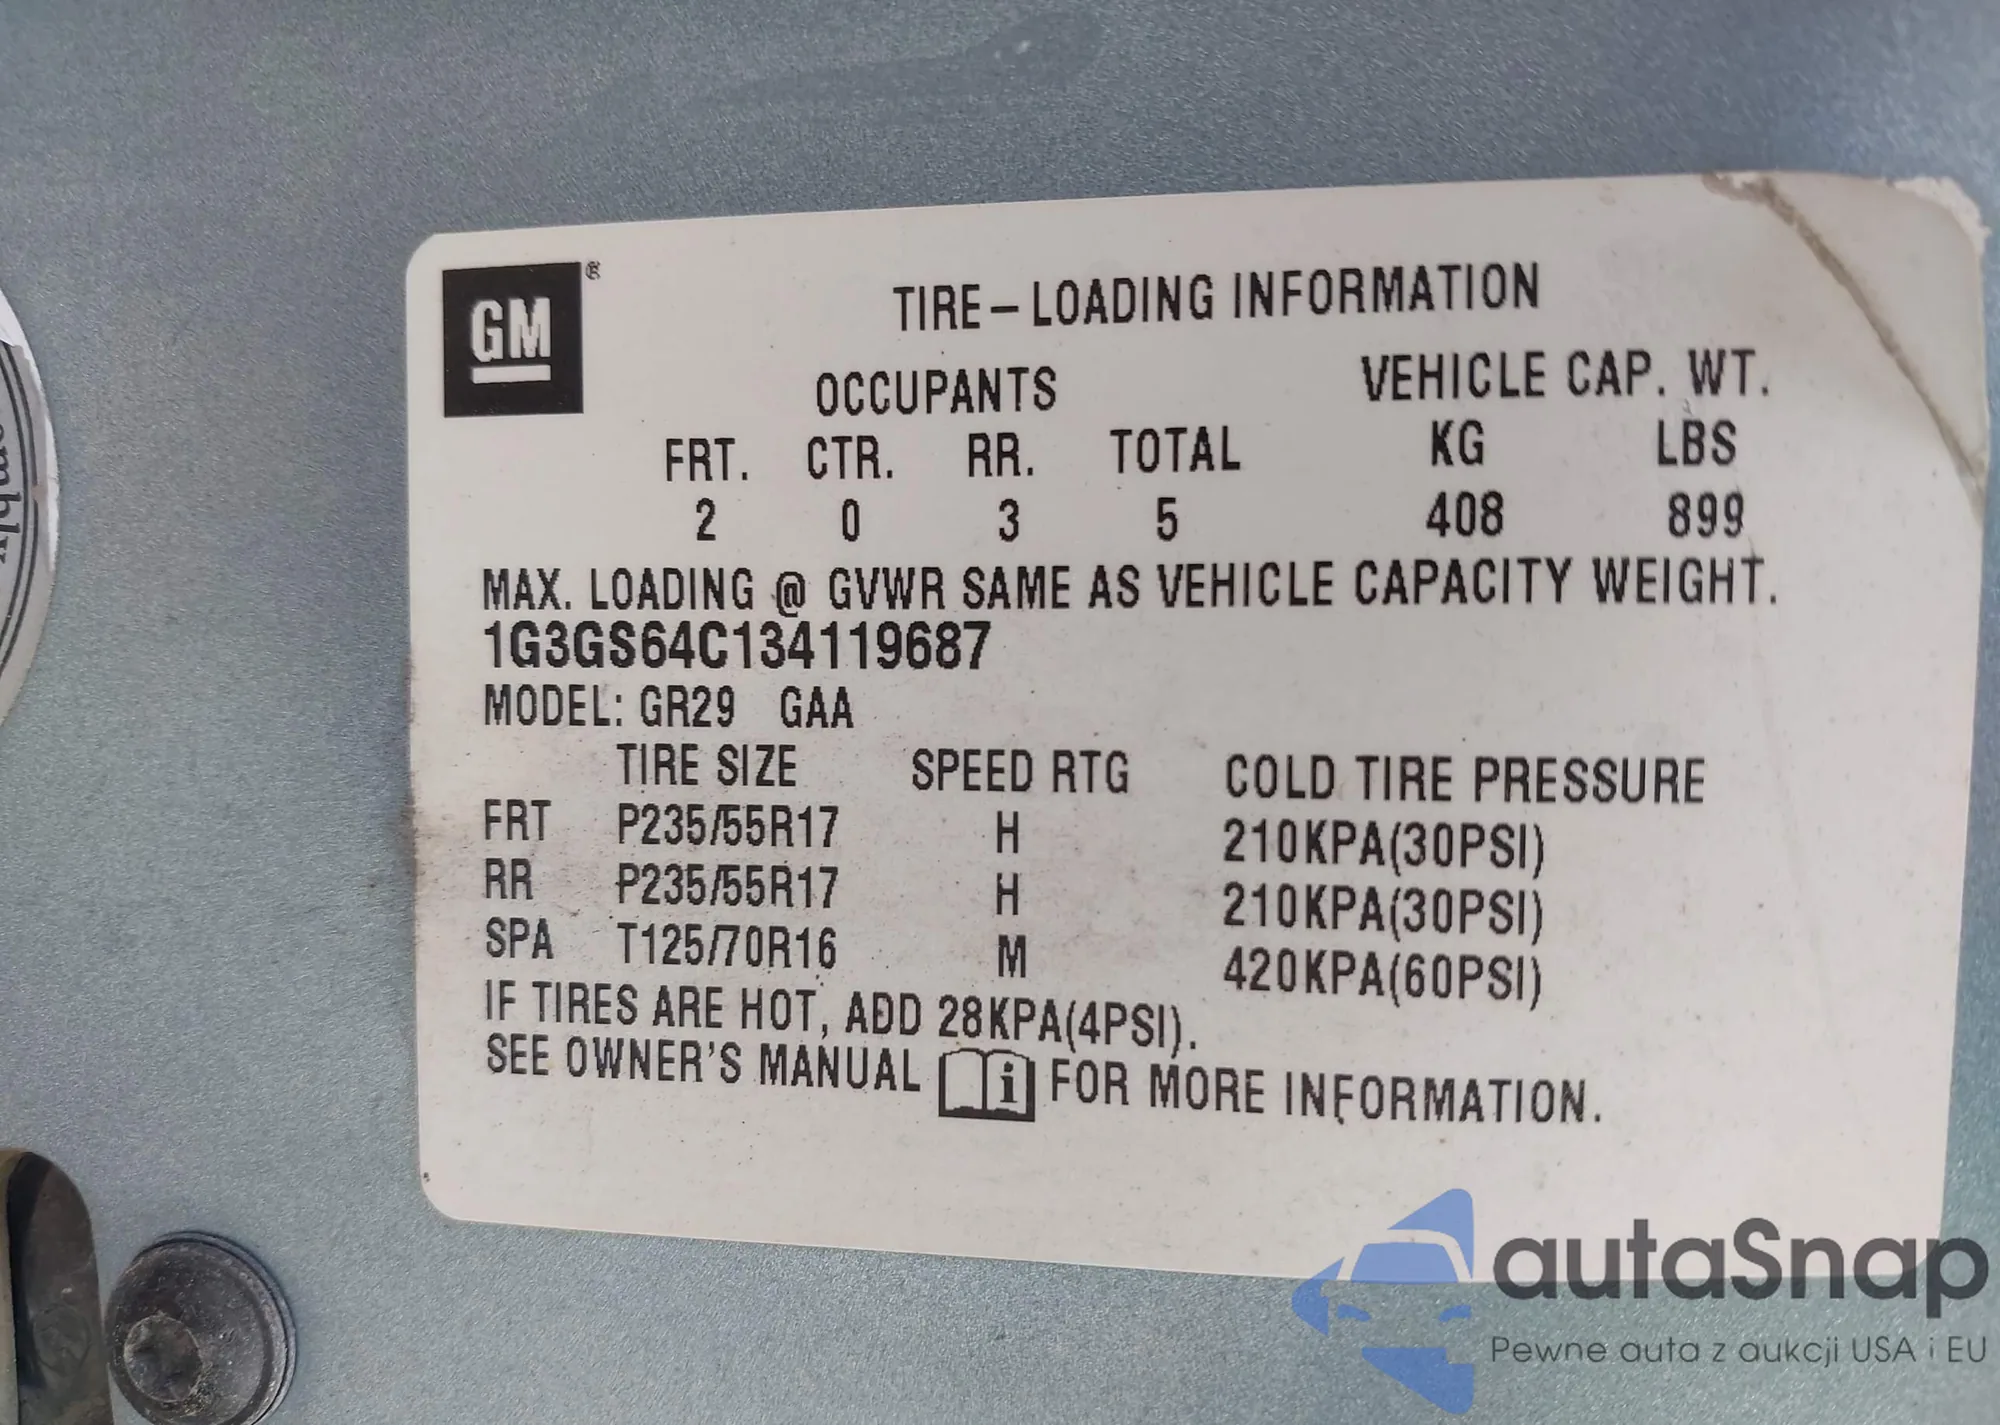 GM®
TIRE-LOADING INFORMATION
OCCUPANTS VEHICLE CAP. WT.
FRT. CTR. RR. TOTAL KG LBS
2 0 3 5 408 899
MAX. LOADING @ GVWR SAME AS VEHICLE CAPACITY WEIGHT.
1G3GS64C134119687
MODEL: GR29 GAA
TIRE SIZE SPEED RTG COLD TIRE PRESSURE
FRT P235/55R17 H 210KPA(30PSI)
RR P235/55R17 H 210KPA(30PSI)
SPA T125/70R16 M 420KPA(60PSI)
IF TIRES ARE HOT, ADD 28KPA(4PSI).
SEE OWNER'S MANUAL i FOR MORE INFORMATION.
autaSnap
Pewne auta z aukcji USA i EU